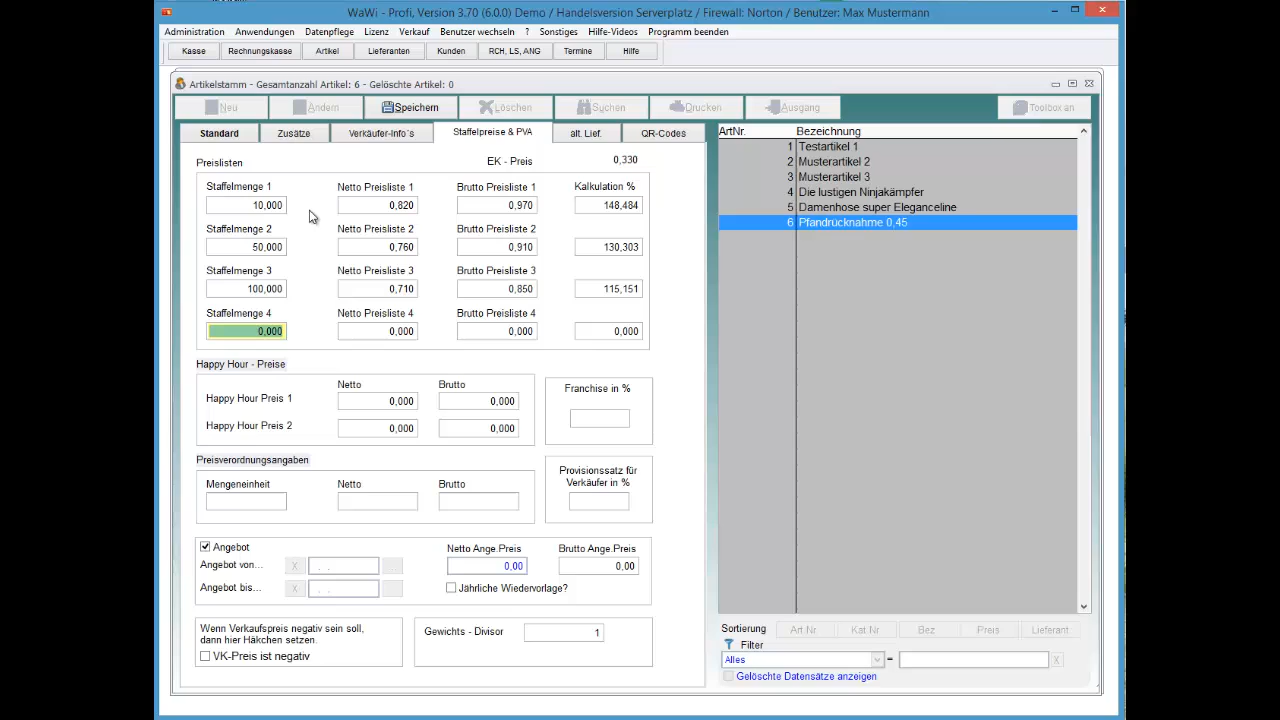 WaWi - Profi, Version 3.70 (6.0.0) Demo / Handelsversion Serverplatz / Firewall: Norton / Benutzer: Max Mustermann
Administration Anwendungen Datenpflege Lizenz Verkauf Benutzer wechseln ? Sonstiges Hilfe-Videos Programm beenden
Kasse Rechnungskasse Artikel Lieferanten Kunden RCH, LS, ANG Termine Hilfe
Artikelstamm - Gesamtanzahl Artikel: 6 - Gelöschte Artikel: 0
Neu Ändern Speichern Löschen Suchen Drucken Ausgang Toolbox an
Standard Zusätze Verkäufer-Info´s Staffelpreise & PVA alt. Lief. QR-Codes
Preislisten EK - Preis 0,330
Staffelmenge 1 Netto Preisliste 1 Brutto Preisliste 1 Kalkulation %
10,000 0,820 0,970 148,484
Staffelmenge 2 Netto Preisliste 2 Brutto Preisliste 2
50,000 0,760 0,910 130,303
Staffelmenge 3 Netto Preisliste 3 Brutto Preisliste 3
100,000 0,710 0,850 115,151
Staffelmenge 4 Netto Preisliste 4 Brutto Preisliste 4
0,000 0,000 0,000 0,000
Happy Hour - Preise
Netto Brutto
Happy Hour Preis 1 0,000 0,000
Happy Hour Preis 2 0,000 0,000
Franchise in %
Preisverordnungsangaben
Mengeneinheit Netto Brutto
Provisionssatz für
Verkäufer in %
Angebot Netto Ange.Preis Brutto Ange.Preis
Angebot von... X . . 0,00 0,00
Angebot bis... X . . Jährliche Wiedervorlage?
Wenn Verkaufspreis negativ sein soll,
dann hier Häkchen setzen.
VK-Preis ist negativ
Gewichts - Divisor 1
ArtNr. Bezeichnung
1 Testartikel 1
2 Musterartikel 2
3 Musterartikel 3
4 Die lustigen Ninjakämpfer
5 Damenhose super Eleganceline
6 Pfandrücknahme 0,45
Sortierung Art Nr Kat Nr Bez Preis Lieferant
Filter
Alles = X
Gelöschte Datensätze anzeigen